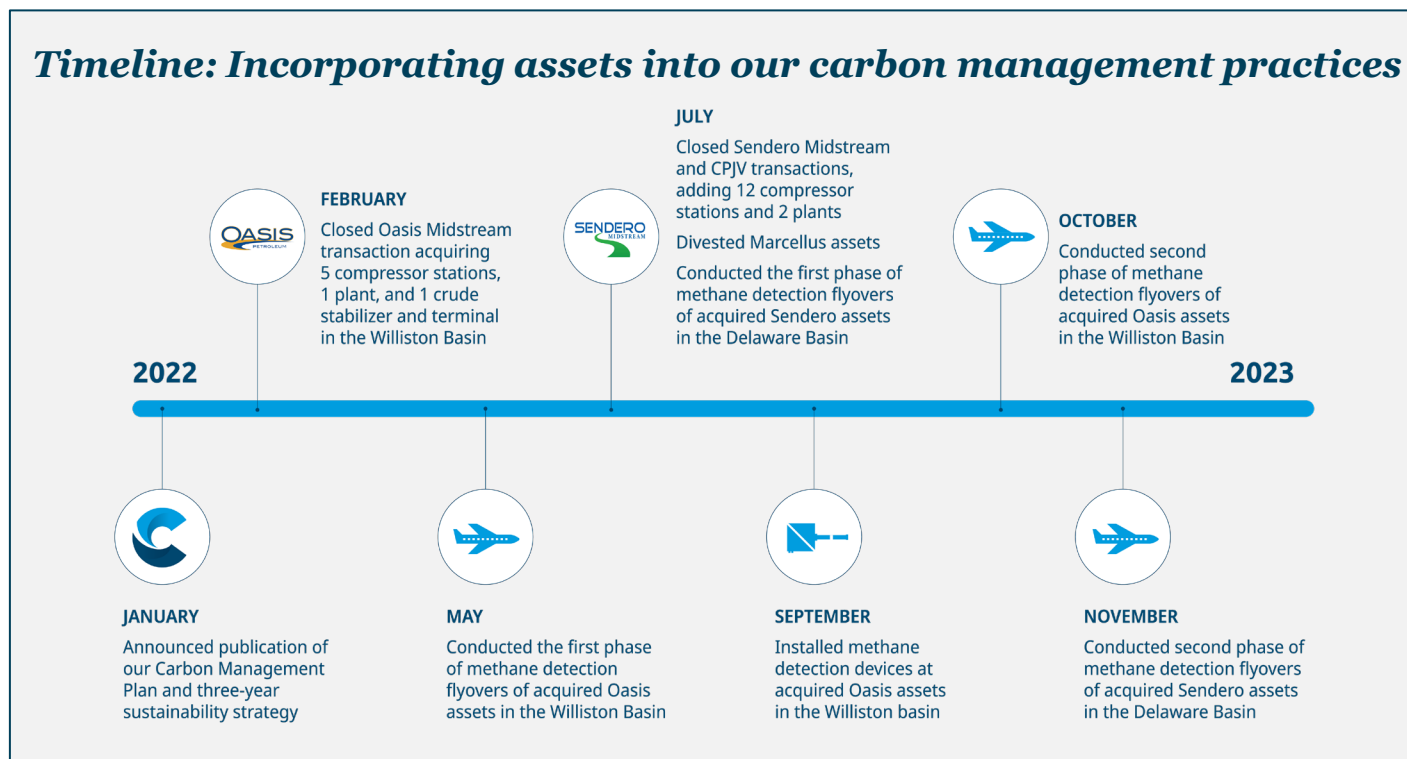 Timeline: Incorporating assets into our carbon management practices
JULY
Closed Sendero Midstream
and CPJV transactions,
adding 12 compressor
stations and 2 plants
Divested Marcellus assets
Conducted the first phase of
methane detection flyovers
of acquired Sendero assets
in the Delaware Basin
OASIS
PETROLEUM
FEBRUARY
Closed Oasis Midstream
transaction acquiring
5 compressor stations,
1 plant, and 1 crude
stabilizer and terminal
in the Williston Basin
SENDERO
MIDSTREAM
OCTOBER
Conducted second
phase of methane
detection flyovers of
acquired Oasis assets
in the Williston Basin
2022
2023
JANUARY
Announced publication of
our Carbon Management
Plan and three-year
sustainability strategy
MAY
Conducted the first phase
of methane detection
flyovers of acquired Oasis
assets in the Williston Basin
SEPTEMBER
Installed methane
detection devices at
acquired Oasis assets
in the Williston basin
NOVEMBER
Conducted second phase of
methane detection flyovers
of acquired Sendero assets
in the Delaware Basin